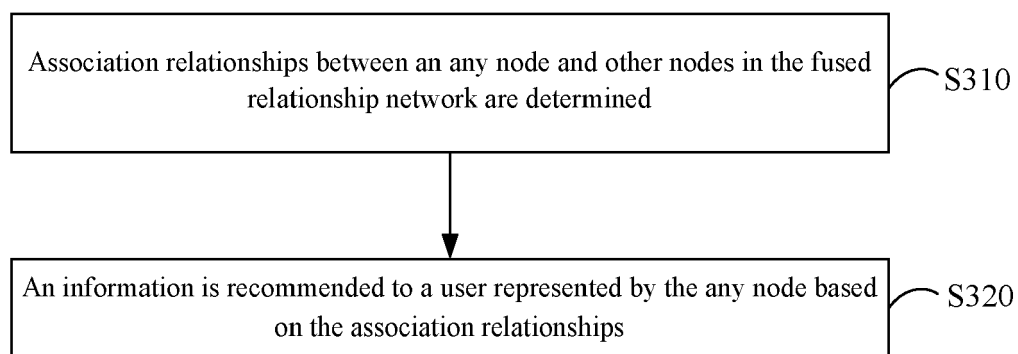 Association relationships between an any node and other nodes in the fused
relationship network are determined
S310
An information is recommended to a user represented by the any node based
on the association relationships
S320